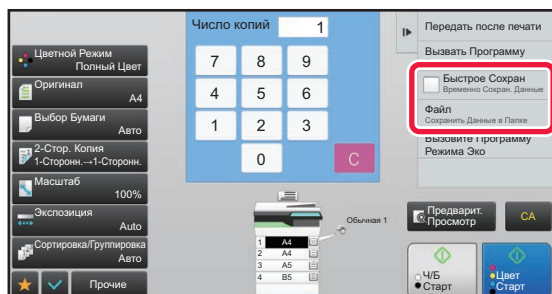 Число копий 1
Передать после печати
Вызвать Программу
Цветной Режим
Полный Цвет
7 8 9
Быстрое Сохран
Временно Сохран. Данные
Оригинал
A4
4 5 6
Файл
Сохранить Данные в Папке
Выбор Бумаги
Авто
1 2 3
Вызовите Программу
Режима Эко
2-Стор. Копия
1-Сторонн.→1-Сторонн.
0 C
Масштаб
100%
Экспозиция
Auto
Обычная 1
Предварит.
Просмотр
CA
Сортировка/Группировка
Авто
1 A4
2 A4
3 A5
4 B5
Прочие
Ч/Б
Старт
Цвет
Старт